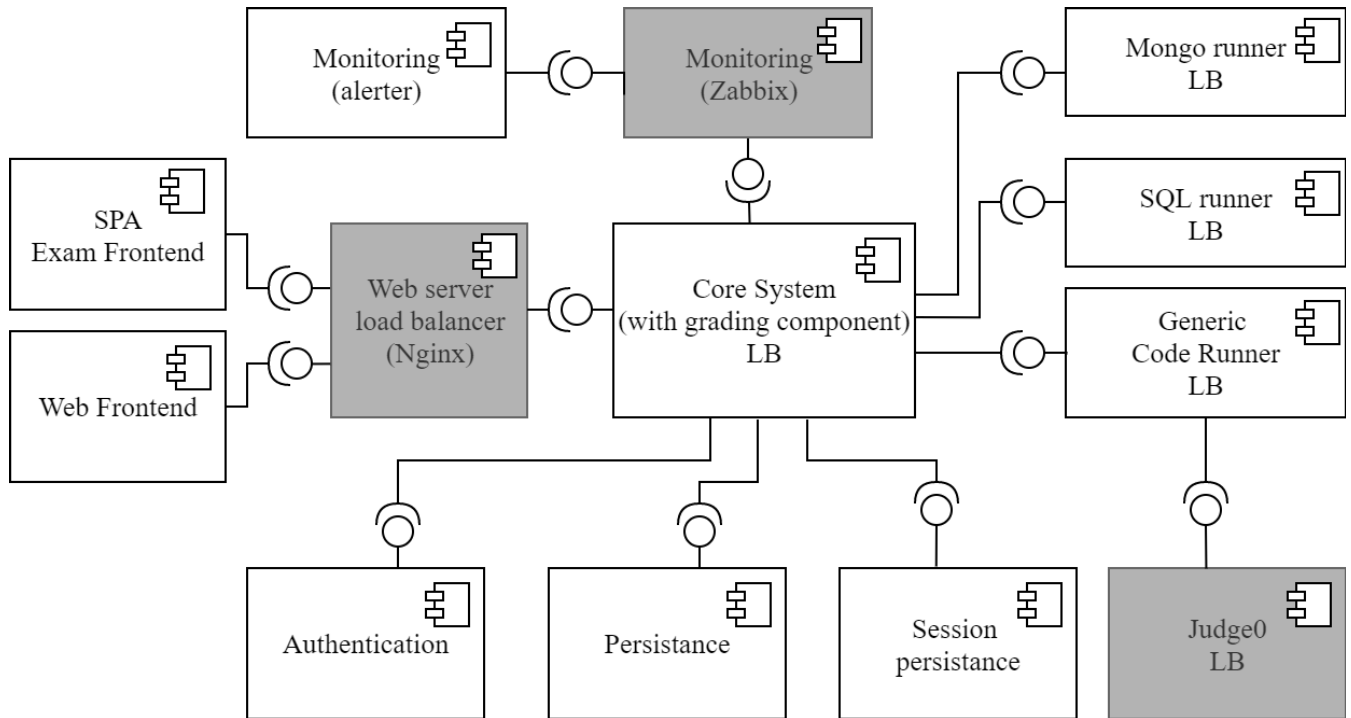 Monitoring
(alerter)
Monitoring
(Zabbix)
Mongo runner
LB
SPA
Exam Frontend
Web server
load balancer
(Nginx)
Core System
(with grading component)
LB
SQL runner
LB
Web Frontend
Generic
Code Runner
LB
Authentication
Persistance
Session
persistance
Judge0
LB